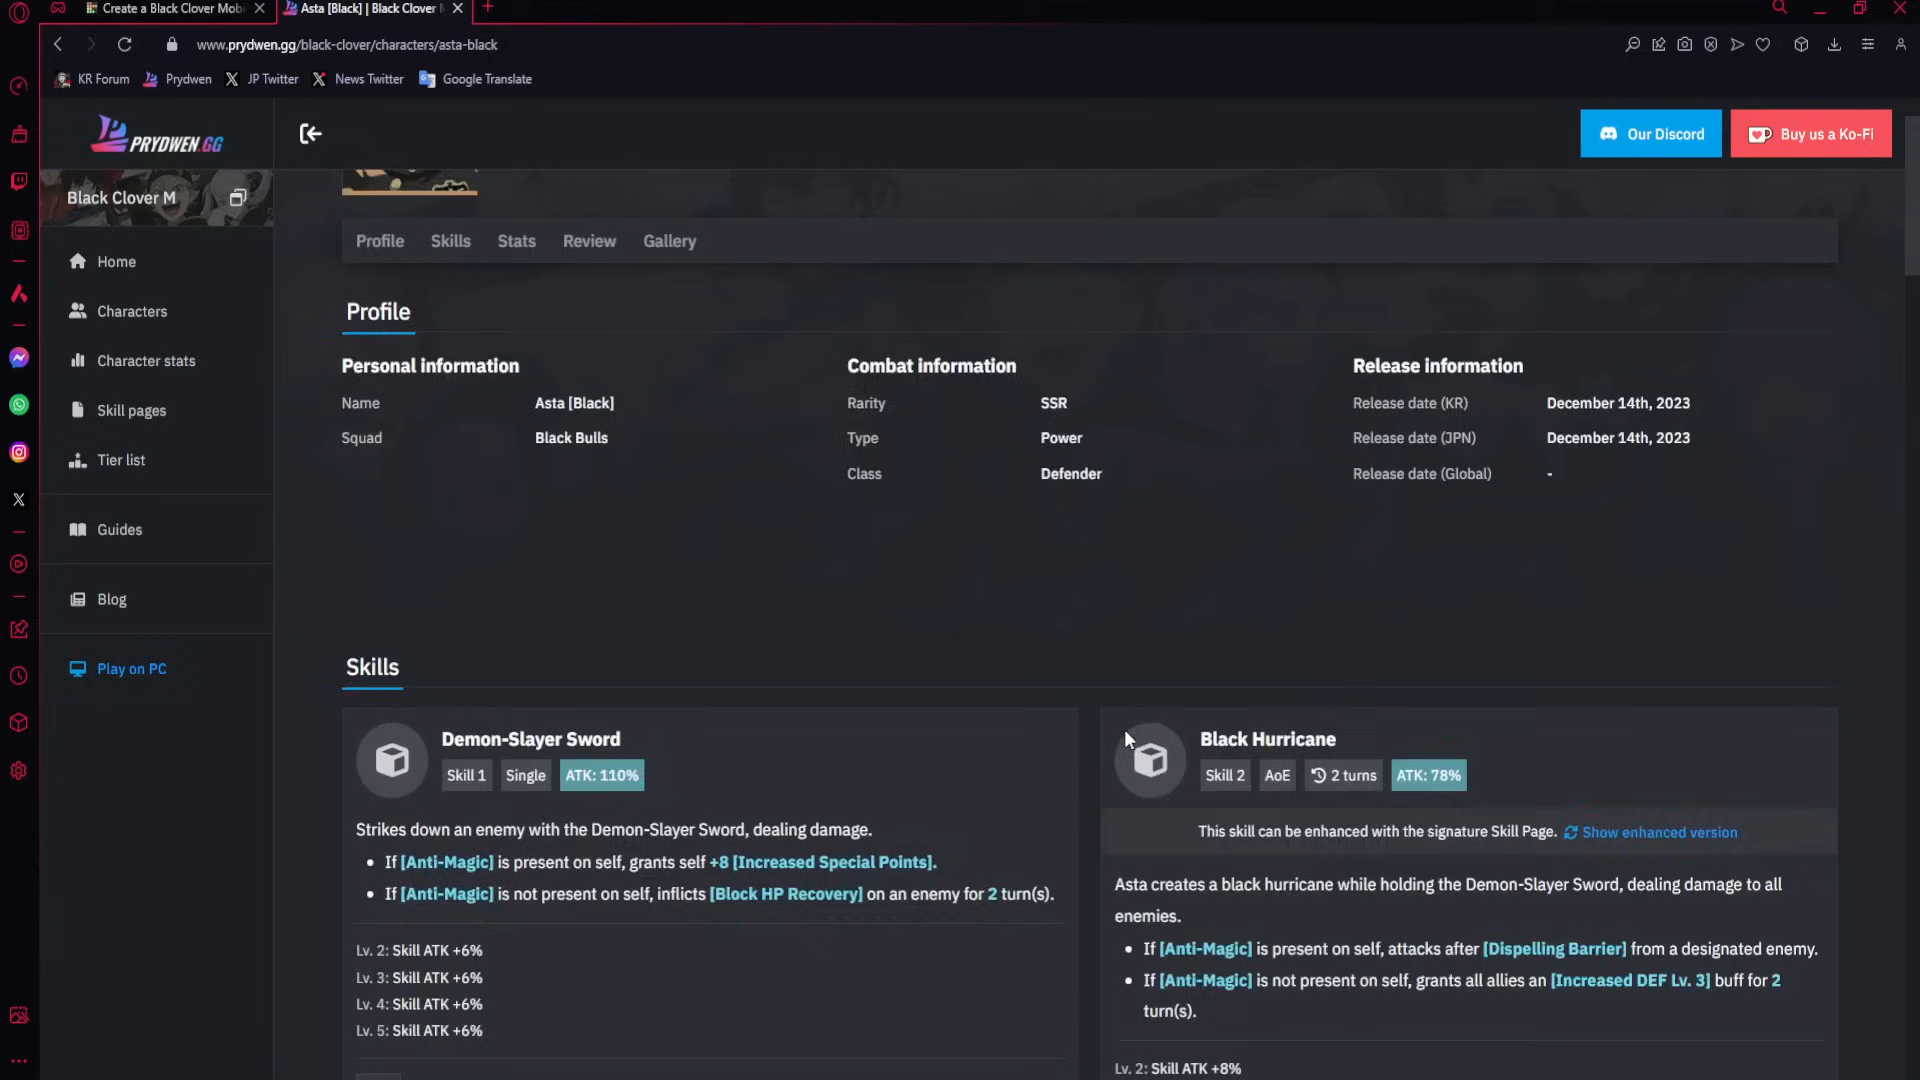 Create a Black Clover Mobi
Asta [Black] | Black Clover
www.prydwen.gg/black-clover/characters/asta-black
KR Forum
Prydwen
JP Twitter
News Twitter
Google Translate
PRYDWEN.GG
Our Discord
Buy us a Ko-Fi
Black Clover M
Home
Characters
Character stats
Skill pages
Tier list
Guides
Blog
Play on PC
Profile
Skills
Stats
Review
Gallery
Profile
Personal information
Name
Asta [Black]
Squad
Black Bulls
Combat information
Rarity
SSR
Type
Power
Class
Defender
Release information
Release date (KR)
December 14th, 2023
Release date (JPN)
December 14th, 2023
Release date (Global)
-
Skills
Demon-Slayer Sword
Skill 1
Single
ATK: 110%
Strikes down an enemy with the Demon-Slayer Sword, dealing damage.
• If [Anti-Magic] is present on self, grants self +8 [Increased Special Points].
• If [Anti-Magic] is not present on self, inflicts [Block HP Recovery] on an enemy for 2 turn(s).
Lv. 2: Skill ATK +6%
Lv. 3: Skill ATK +6%
Lv. 4: Skill ATK +6%
Lv. 5: Skill ATK +6%
Black Hurricane
Skill 2
AoE
2 turns
ATK: 78%
This skill can be enhanced with the signature Skill Page. Show enhanced version
Asta creates a black hurricane while holding the Demon-Slayer Sword, dealing damage to all
enemies.
• If [Anti-Magic] is present on self, attacks after [Dispelling Barrier] from a designated enemy.
• If [Anti-Magic] is not present on self, grants all allies an [Increased DEF Lv. 3] buff for 2
turn(s).
Lv. 2: Skill ATK +8%